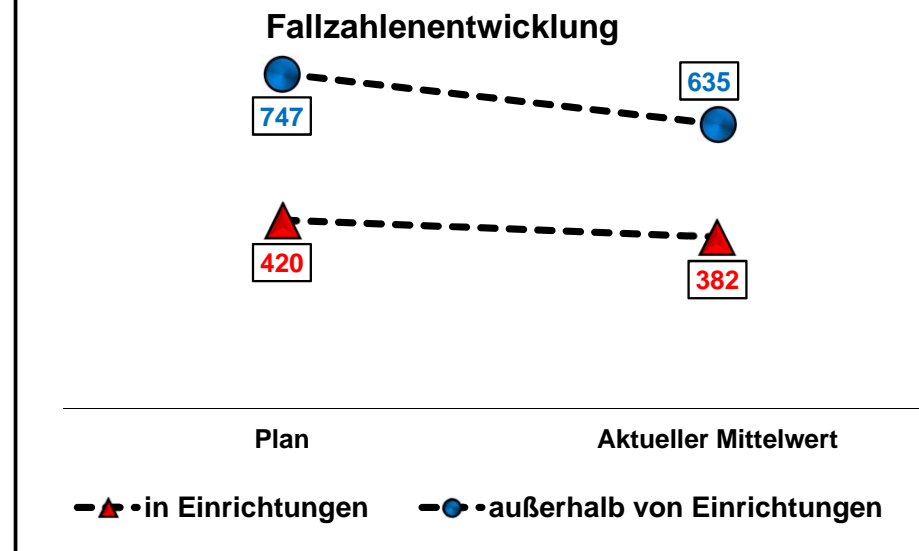 Fallzahlenentwicklung
635
747
420
382
Plan Aktueller Mittelwert
in Einrichtungen außerhalb von Einrichtungen